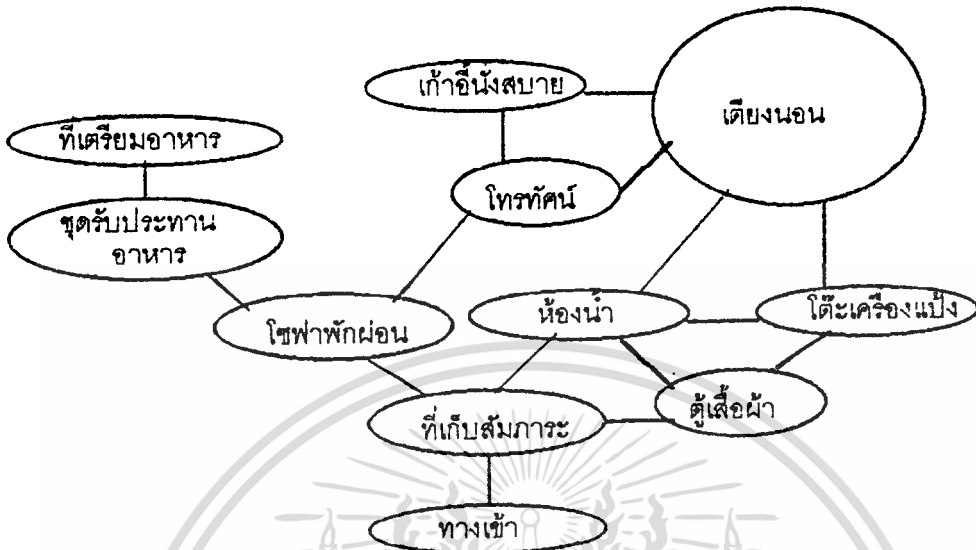 เก้าอี้นั่งสบาย
เตียงนอน
ที่เตรียมอาหาร
โทรทัศน์
ชุดรับประทาน
อาหาร
ห้องน้ำ
โต๊ะเครื่องแป้ง
โซฟาพักผ่อน
ตู้เสื้อผ้า
ที่เก็บสัมภาระ
ทางเข้า